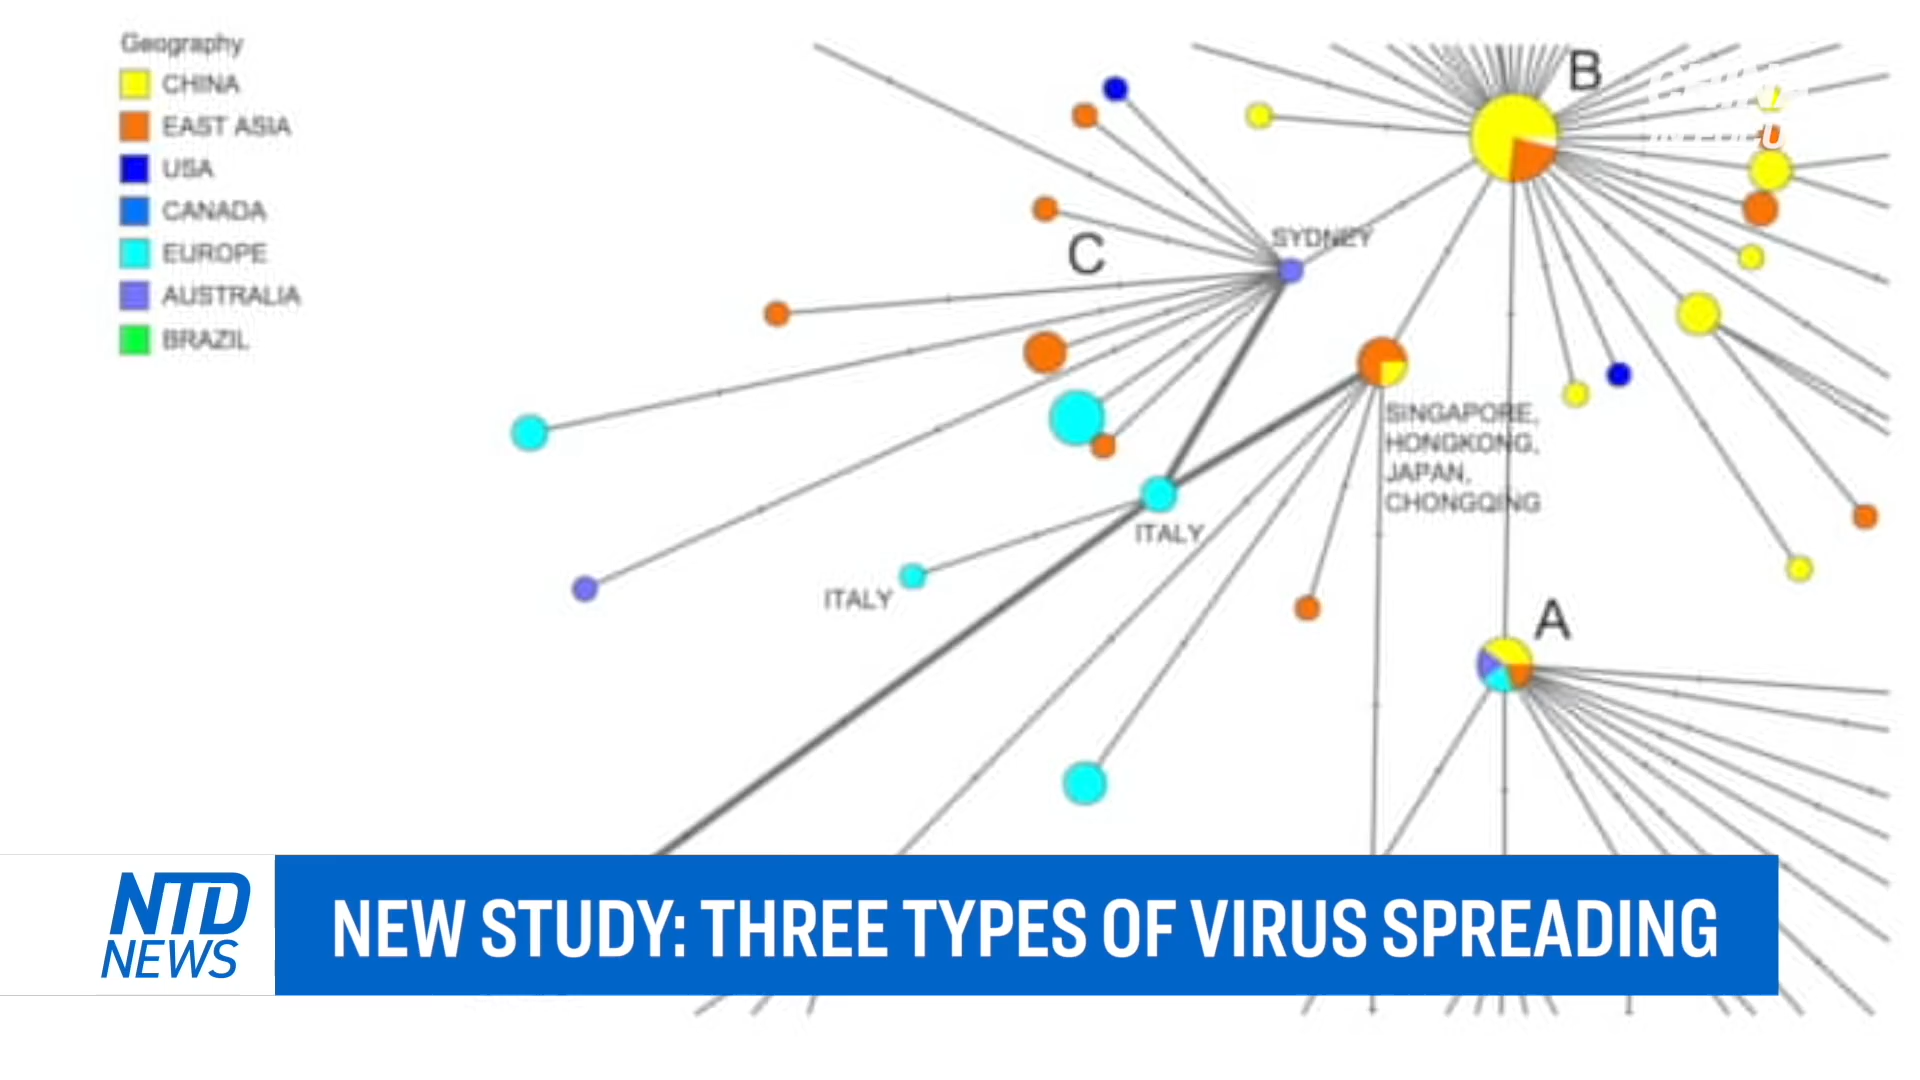 Geography
CHINA
EAST ASIA
USA
CANADA
EUROPE
AUSTRALIA
BRAZIL
B
SYDNEY
C
SINGAPORE,
HONGKONG,
JAPAN,
CHONGQING
ITALY
ITALY
A
NTD
NEWS
NEW STUDY: THREE TYPES OF VIRUS SPREADING